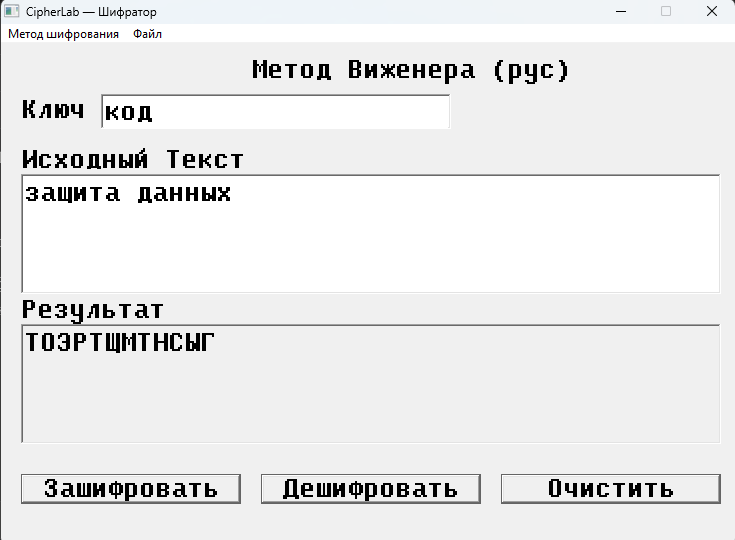 CipherLab — Шифратор
Метод шифрования Файл
Метод Виженера (рус)
Ключ код
Исходный Текст
защита данных
Результат
ТОЭРТЩМТНСЫГ
Зашифровать Дешифровать Очистить